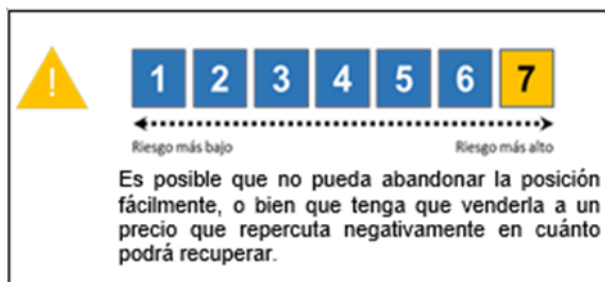 !
1 2 3 4 5 6 7
Riesgo más bajo Riesgo más alto
Es posible que no pueda abandonar la posición
fácilmente, o bien que tenga que venderla a un
precio que repercuta negativamente en cuánto
podrá recuperar.